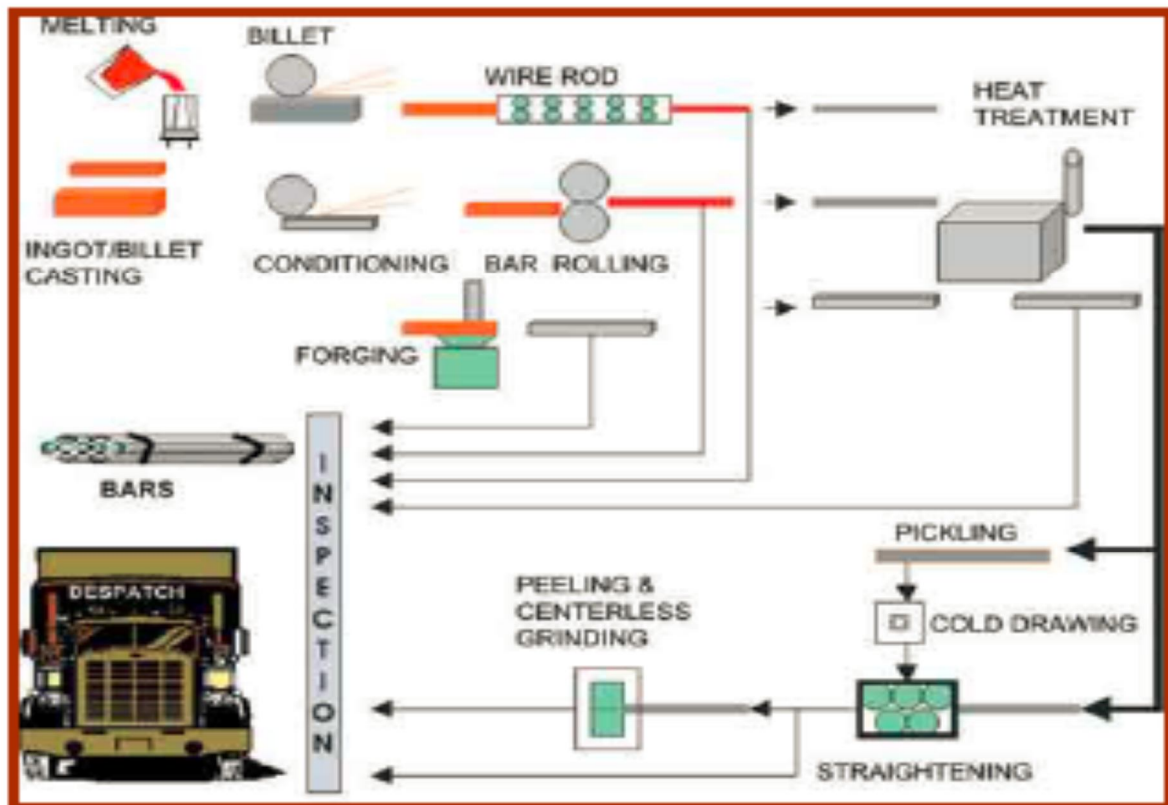 MELTING
BILLET
WIRE ROD
HEAT
TREATMENT
INGOT/BILLET
CASTING
CONDITIONING
BAR ROLLING
FORGING
BARS
INSPECTION
PICKLING
DESPATCH
PEELING &
CENTERLESS
GRINDING
COLD DRAWING
STRAIGHTENING